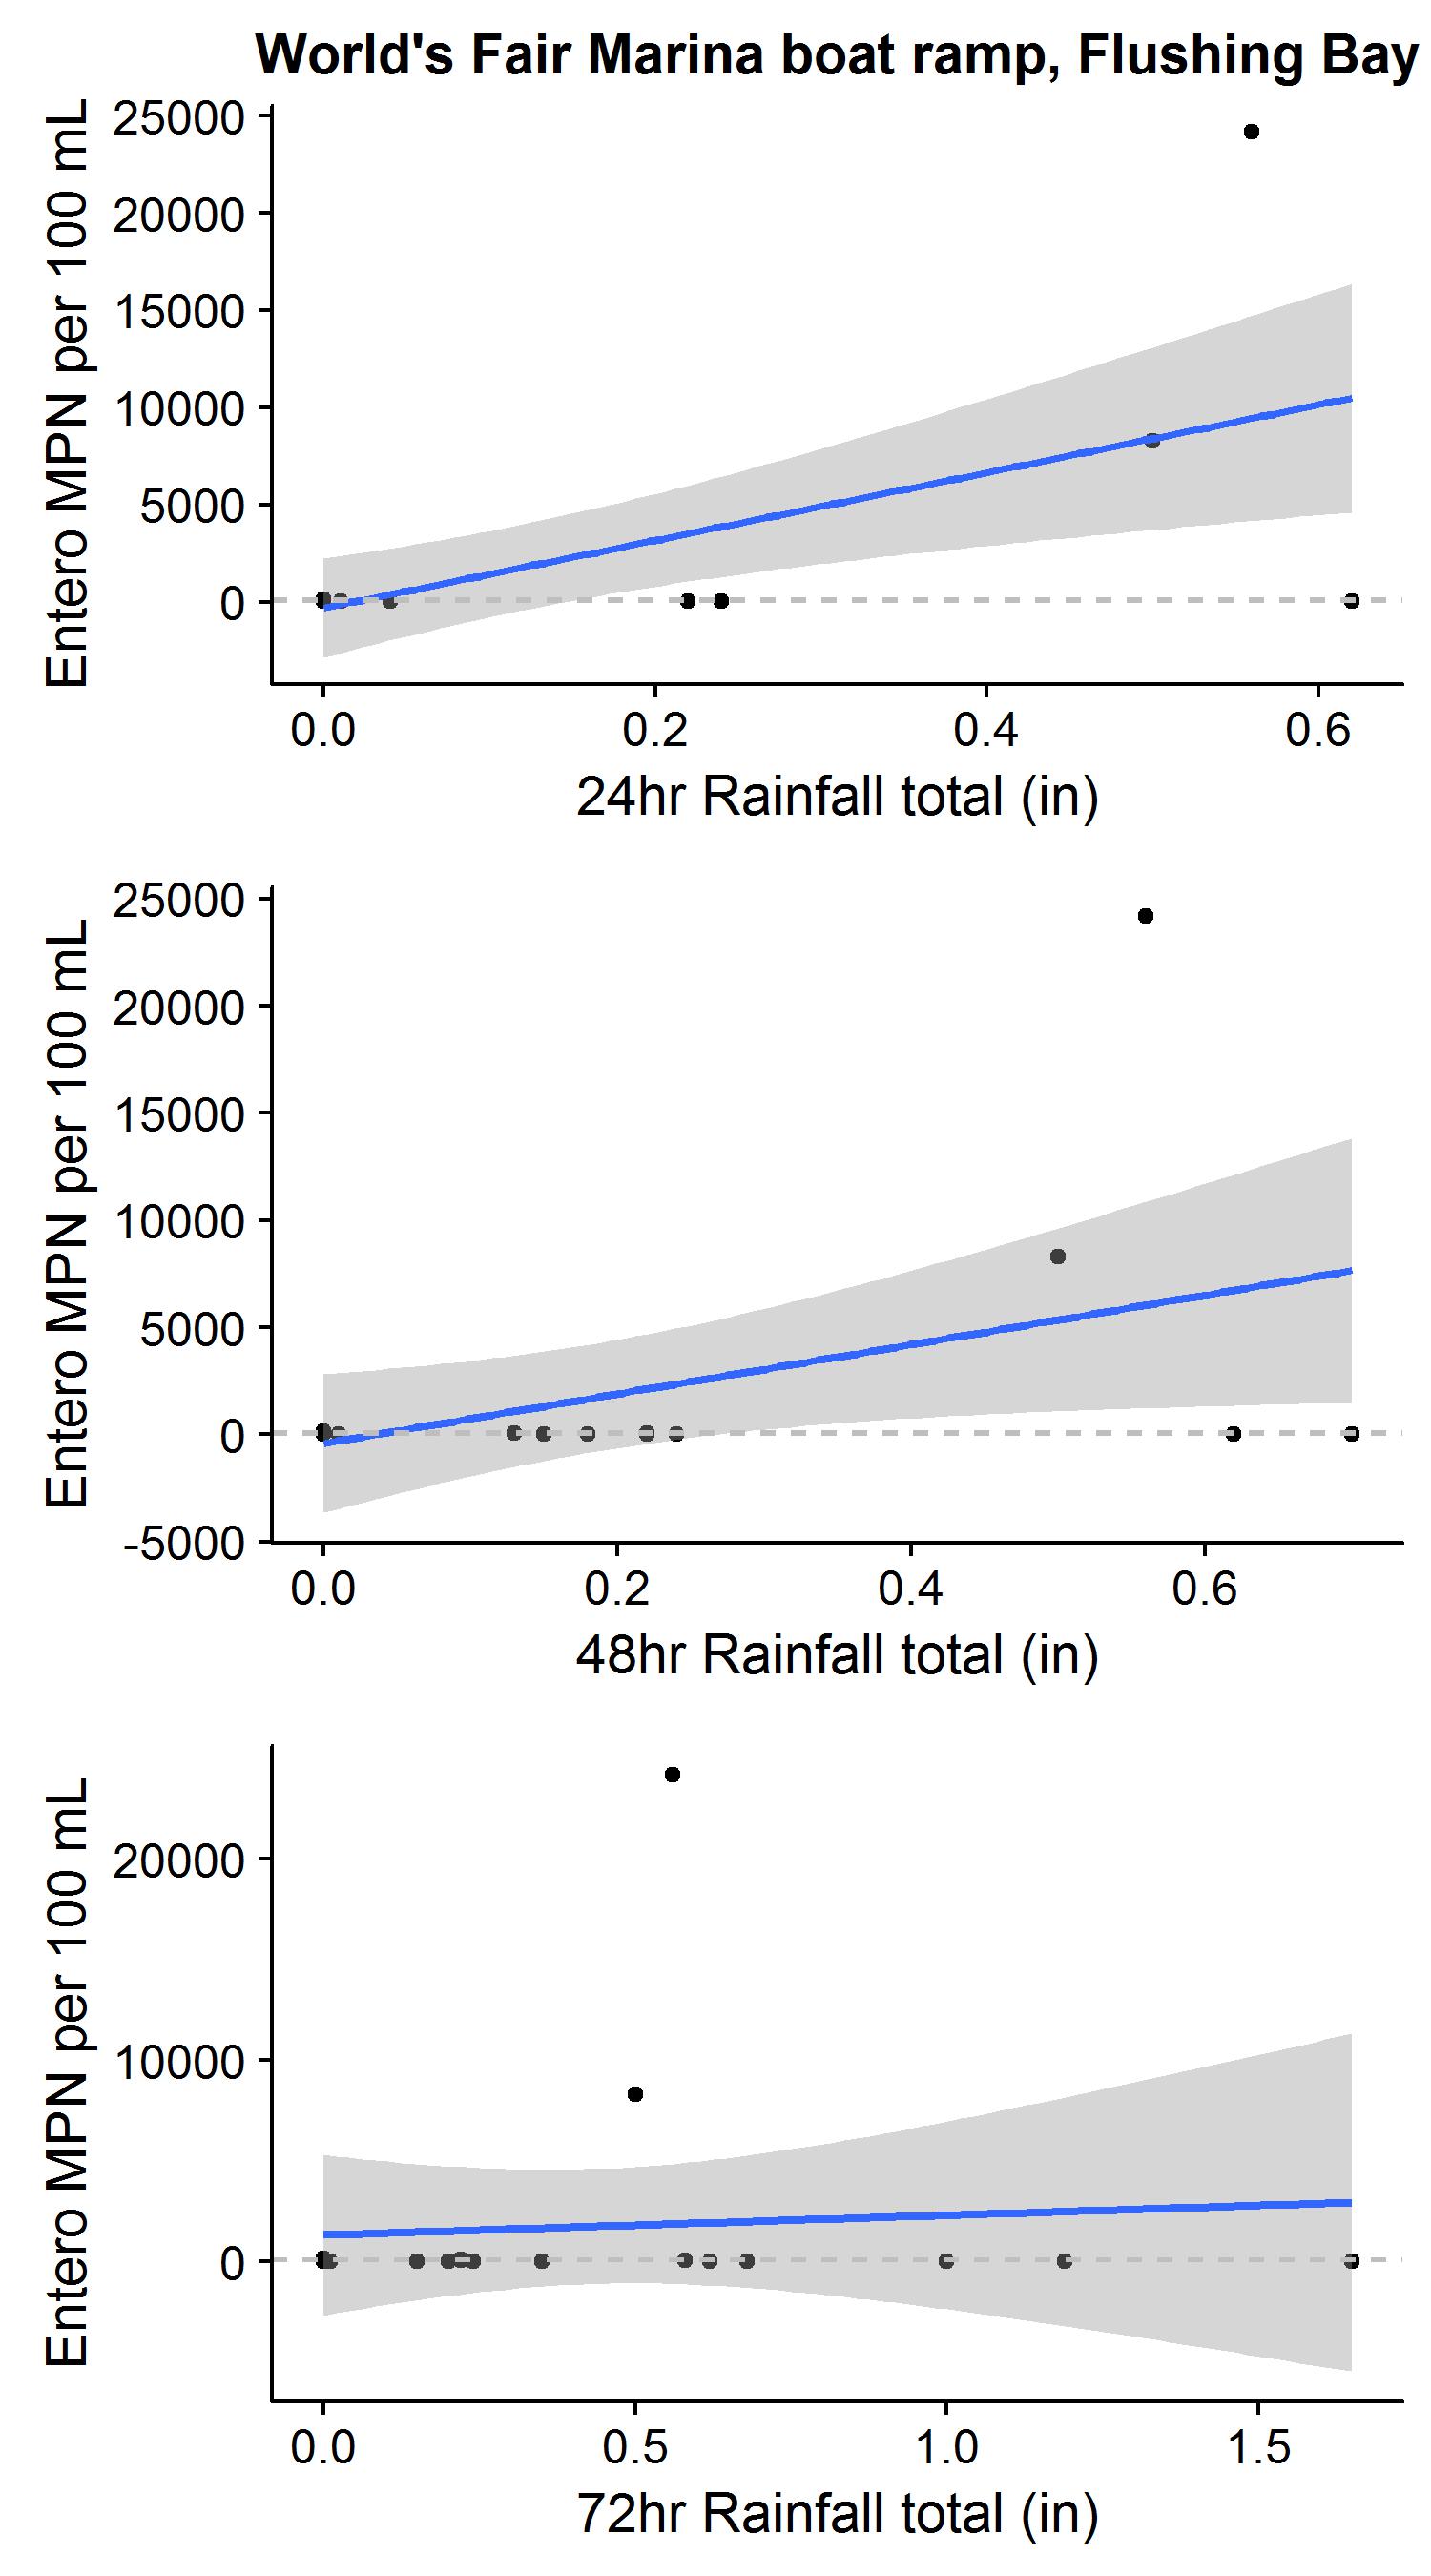 World's Fair Marina boat ramp, Flushing Bay
Entero MPN per 100 mL
25000
20000
15000
10000
5000
0
0.0 0.2 0.4 0.6
24hr Rainfall total (in)
Entero MPN per 100 mL
25000
20000
15000
10000
5000
0
-5000
0.0 0.2 0.4 0.6
48hr Rainfall total (in)
Entero MPN per 100 mL
20000
10000
0
0.0 0.5 1.0 1.5
72hr Rainfall total (in)